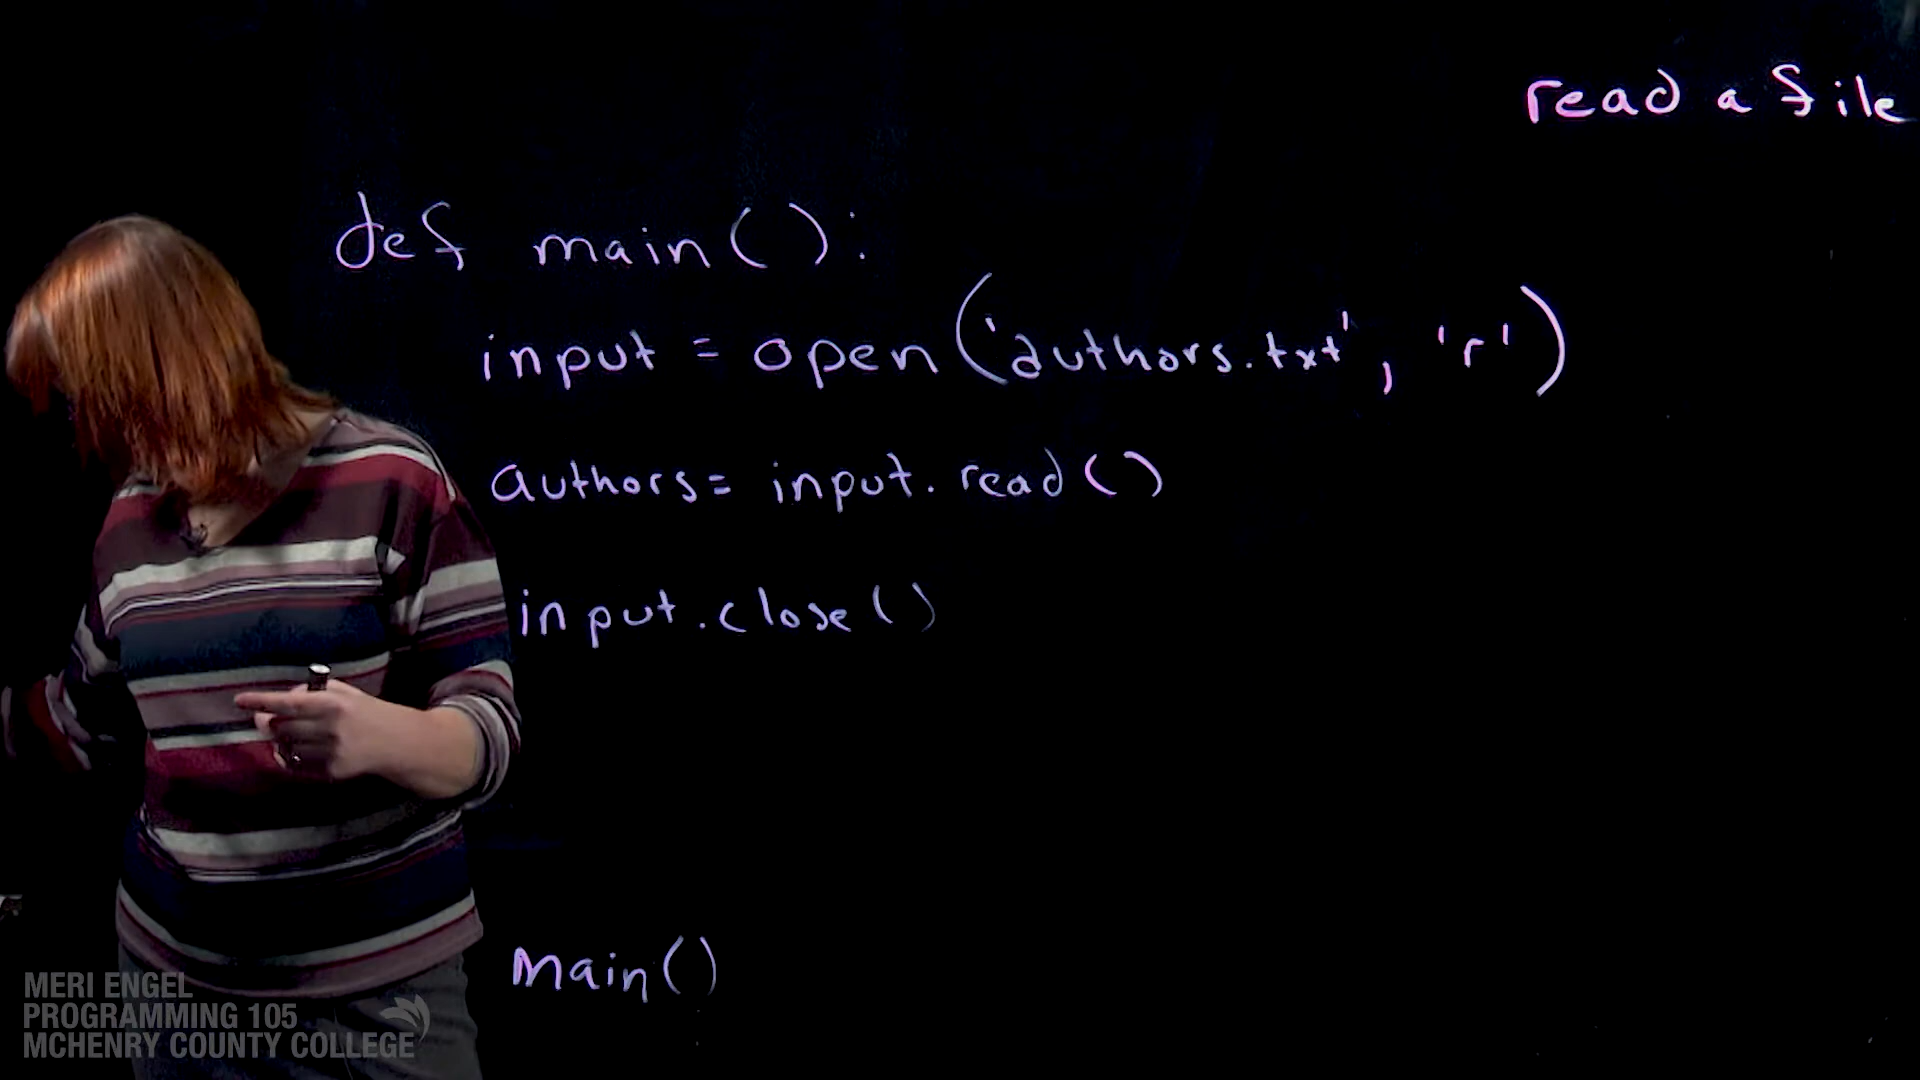 read a file
def main():
input = open('authors.txt', 'r')
authors= input.read()
input.close()
main()
MERI ENGEL
PROGRAMMING 105
MCHENRY COUNTY COLLEGE